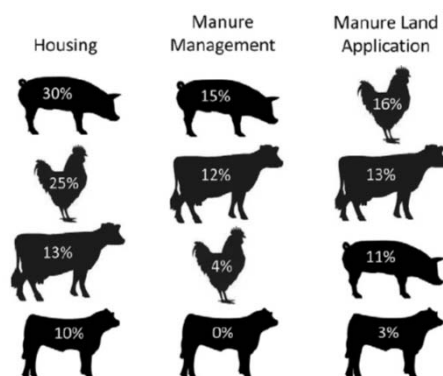 Housing
Manure
Management
Manure Land
Application
30%
15%
16%
25%
12%
13%
13%
4%
11%
10%
0%
3%